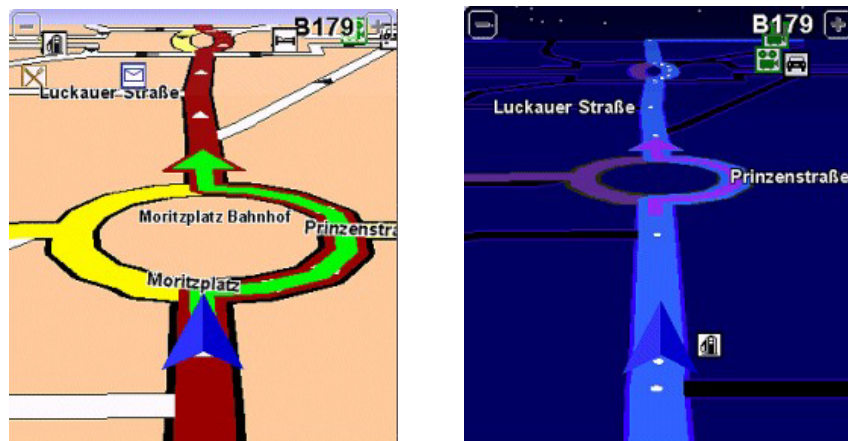 B179
Luckauer Straße
Moritzplatz Bahnhof
Prinzenstra
Moritzplatz
B179
Luckauer Straße
Prinzenstraße